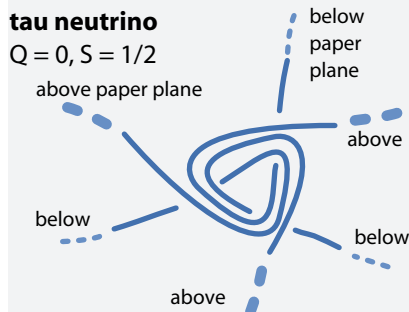 tau neutrino
Q = 0, S = 1/2
below
paper
plane
above paper plane
above
below
below
above